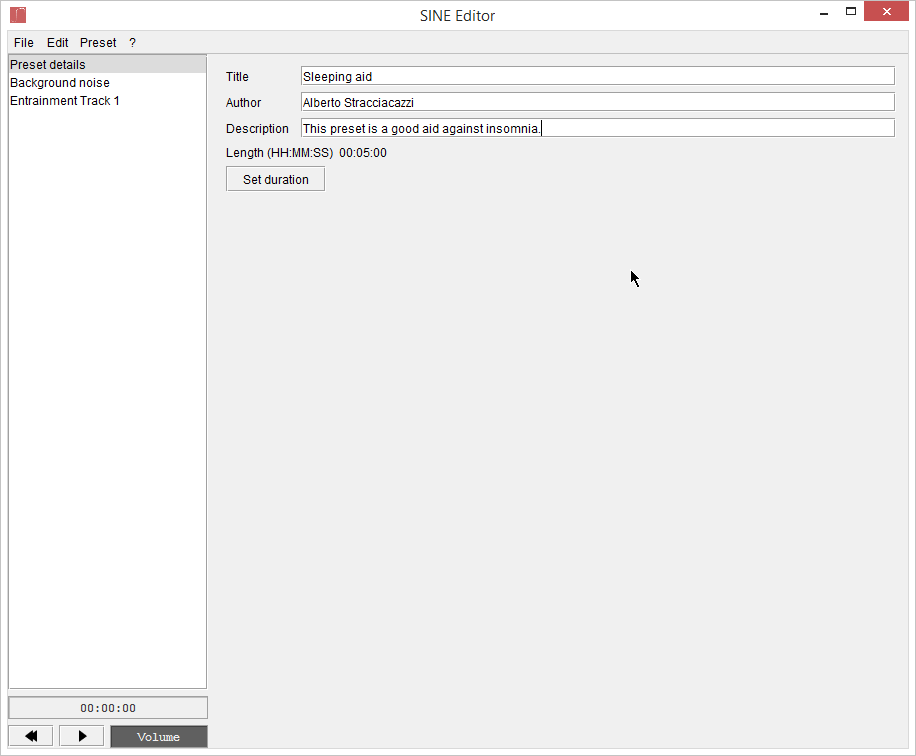 SINE Editor
File Edit Preset ?
Preset details
Background noise
Entrainment Track 1
Title Sleeping aid
Author Alberto Stracciacazzi
Description This preset is a good aid against insomnia.
Length (HH:MM:SS) 00:05:00
Set duration
00:00:00
Volume